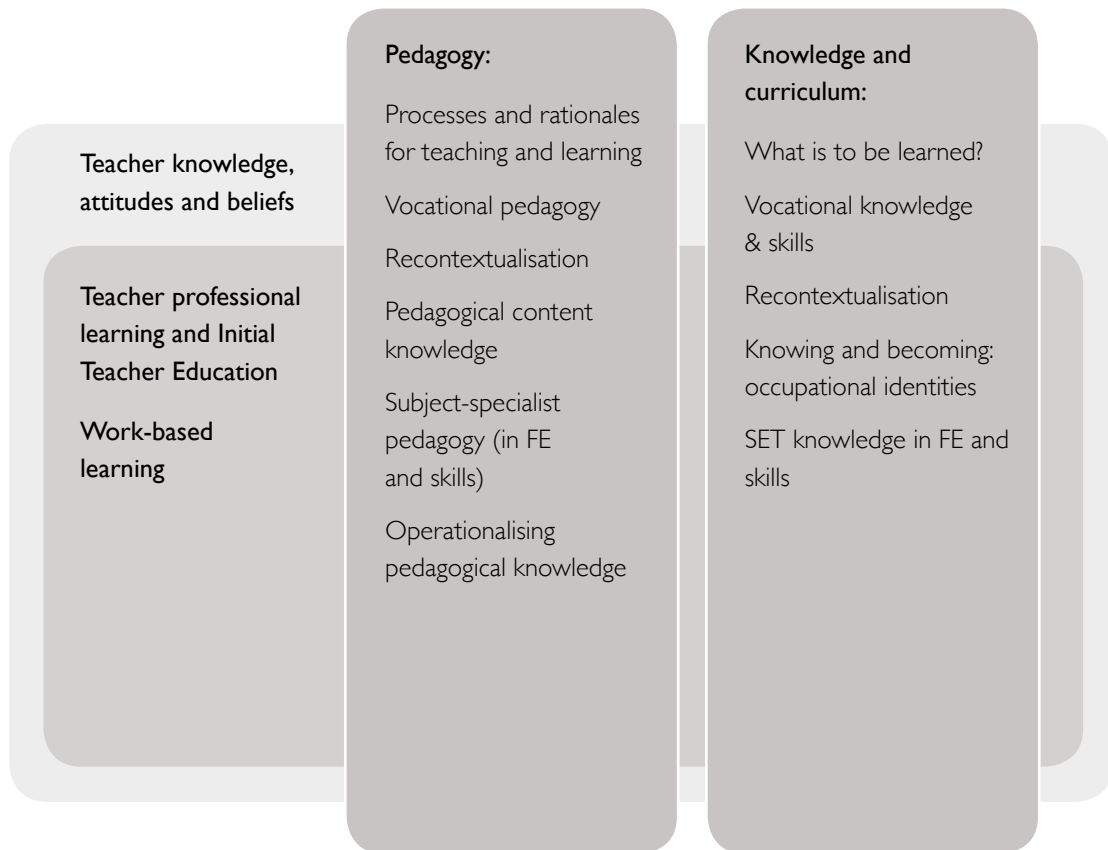 Teacher knowledge,
attitudes and beliefs
Teacher professional
learning and Initial
Teacher Education
Work-based
learning
Pedagogy:
Processes and rationales
for teaching and learning
Vocational pedagogy
Recontextualisation
Pedagogical content
knowledge
Subject-specialist
pedagogy (in FE
and skills)
Operationalising
pedagogical knowledge
Knowledge and
curriculum:
What is to be learned?
Vocational knowledge
& skills
Recontextualisation
Knowing and becoming:
occupational identities
SET knowledge in FE and
skills